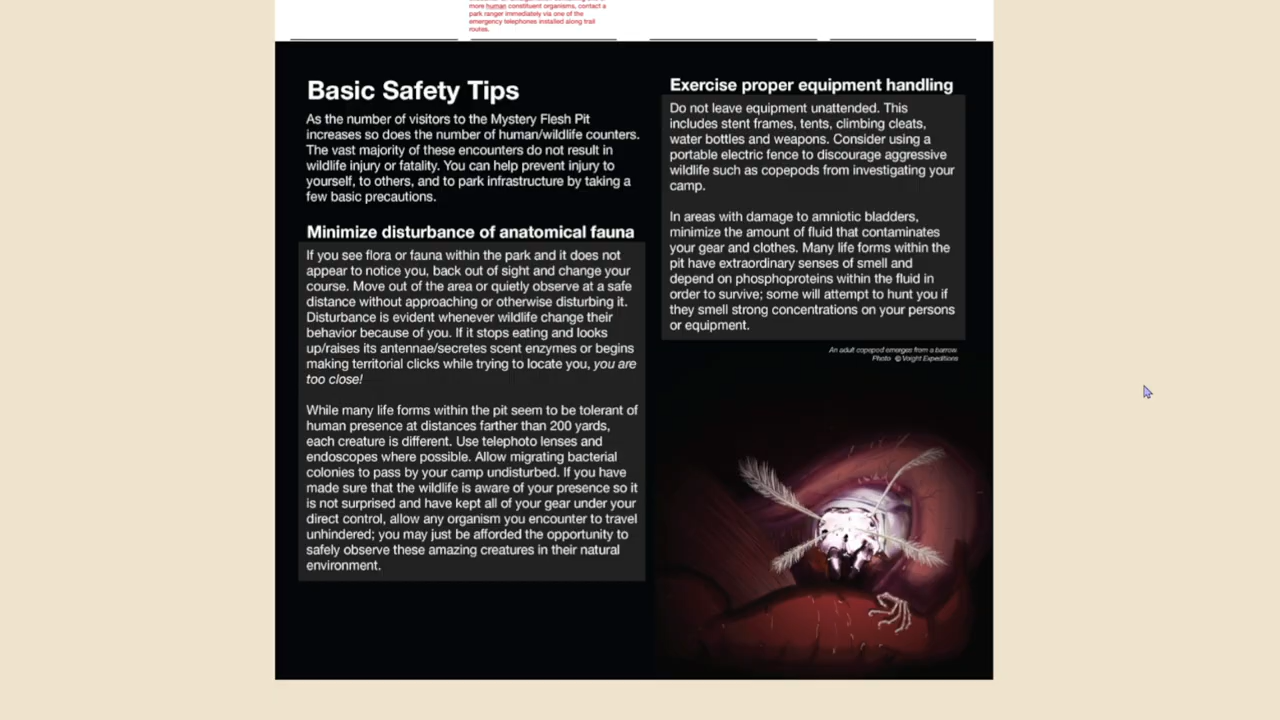 more human constituent organisms, contact a
park ranger immediately via one of the
emergency telephones installed along trail
routes.
Basic Safety Tips
As the number of visitors to the Mystery Flesh Pit
increases so does the number of human/wildlife counters.
The vast majority of these encounters do not result in
wildlife injury or fatality. You can help prevent injury to
yourself, to others, and to park infrastructure by taking a
few basic precautions.
Minimize disturbance of anatomical fauna
If you see flora or fauna within the park and it does not
appear to notice you, back out of sight and change your
course. Move out of the area or quietly observe at a safe
distance without approaching or otherwise disturbing it.
Disturbance is evident whenever wildlife change their
behavior because of you. If it stops eating and looks
up/raises its antennae/secretes scent enzymes or begins
making territorial clicks while trying to locate you, you are
too close!
While many life forms within the pit seem to be tolerant of
human presence at distances farther than 200 yards,
each creature is different. Use telephoto lenses and
endoscopes where possible. Allow migrating bacterial
colonies to pass by your camp undisturbed. If you have
made sure that the wildlife is aware of your presence so it
is not surprised and have kept all of your gear under your
direct control, allow any organism you encounter to travel
unhindered; you may just be afforded the opportunity to
safely observe these amazing creatures in their natural
environment.
Exercise proper equipment handling
Do not leave equipment unattended. This
includes stent frames, tents, climbing cleats,
water bottles and weapons. Consider using a
portable electric fence to discourage aggressive
wildlife such as copepods from investigating your
camp.
In areas with damage to amniotic bladders,
minimize the amount of fluid that contaminates
your gear and clothes. Many life forms within the
pit have extraordinary senses of smell and
depend on phosphoproteins within the fluid in
order to survive; some will attempt to hunt you if
they smell strong concentrations on your persons
or equipment.
An adult copepod emerges from a barrow.
Photo © Voight Expeditions